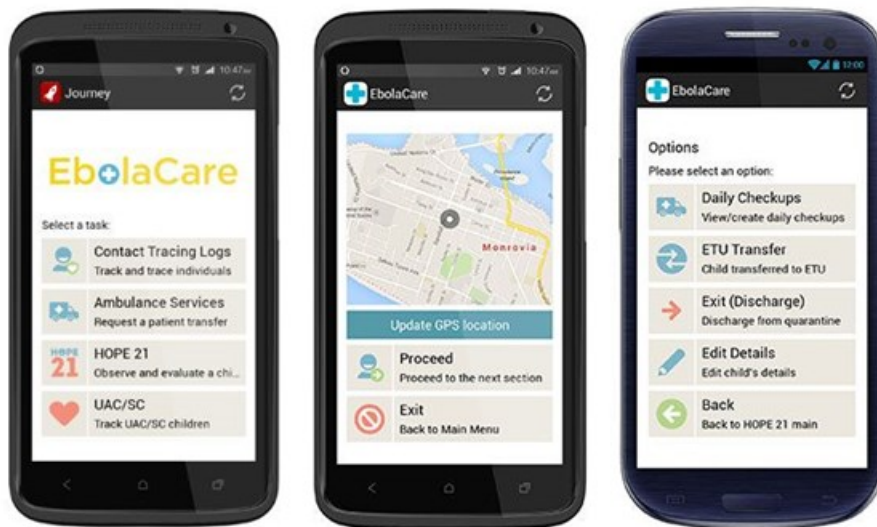 10:47 AM
Journey
EbolaCare
Select a task:
Contact Tracing Logs
Track and trace individuals
Ambulance Services
Request a patient transfer
HOPE 21
HOPE
21
Observe and evaluate a chi...
UAC/SC
Track UAC/SC children
10:47 AM
EbolaCare
Monrovia
Update GPS location
Proceed
Proceed to the next section
Exit
Back to Main Menu
12:00
EbolaCare
Options
Please select an option:
Daily Checkups
View/create daily checkups
ETU Transfer
Child transferred to ETU
Exit (Discharge)
Discharge from quarantine
Edit Details
Edit child's details
Back
Back to HOPE 21 main